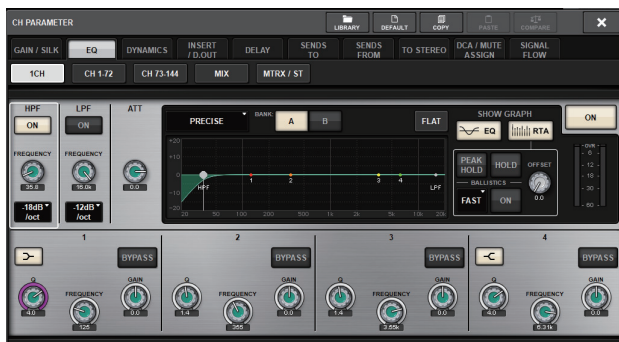 CH PARAMETER
LIBRARY DEFAULT COPY PASTE COMPARE
GAIN / SILK EQ DYNAMICS INSERT / D.OUT DELAY SENDS TO SENDS FROM TO STEREO DCA / MUTE ASSIGN SIGNAL FLOW
1CH CH 1-72 CH 73-144 MIX MTRX / ST
HPF LPF ATT
ON ON
PRECISE BANK: A B FLAT
SHOW GRAPH
EQ RTA
ON
FREQUENCY FREQUENCY
35.8 16.0k 0.0
-18dB /oct -12dB /oct
+20
+10
0
-10
-20
HPF 1 2 3 4 LPF
20 50 100 200 500 1k 2k 5k 10k 20k
PEAK HOLD HOLD OFFSET
BALLISTICS
FAST ON 0.0
OVR
0
12
18
30
60
1 2 3 4
BYPASS BYPASS BYPASS BYPASS
Q FREQUENCY GAIN Q FREQUENCY GAIN Q FREQUENCY GAIN Q FREQUENCY GAIN
4.0 125 0.0 1.4 355 0.0 1.4 3.55k 0.0 4.0 6.31k 0.0